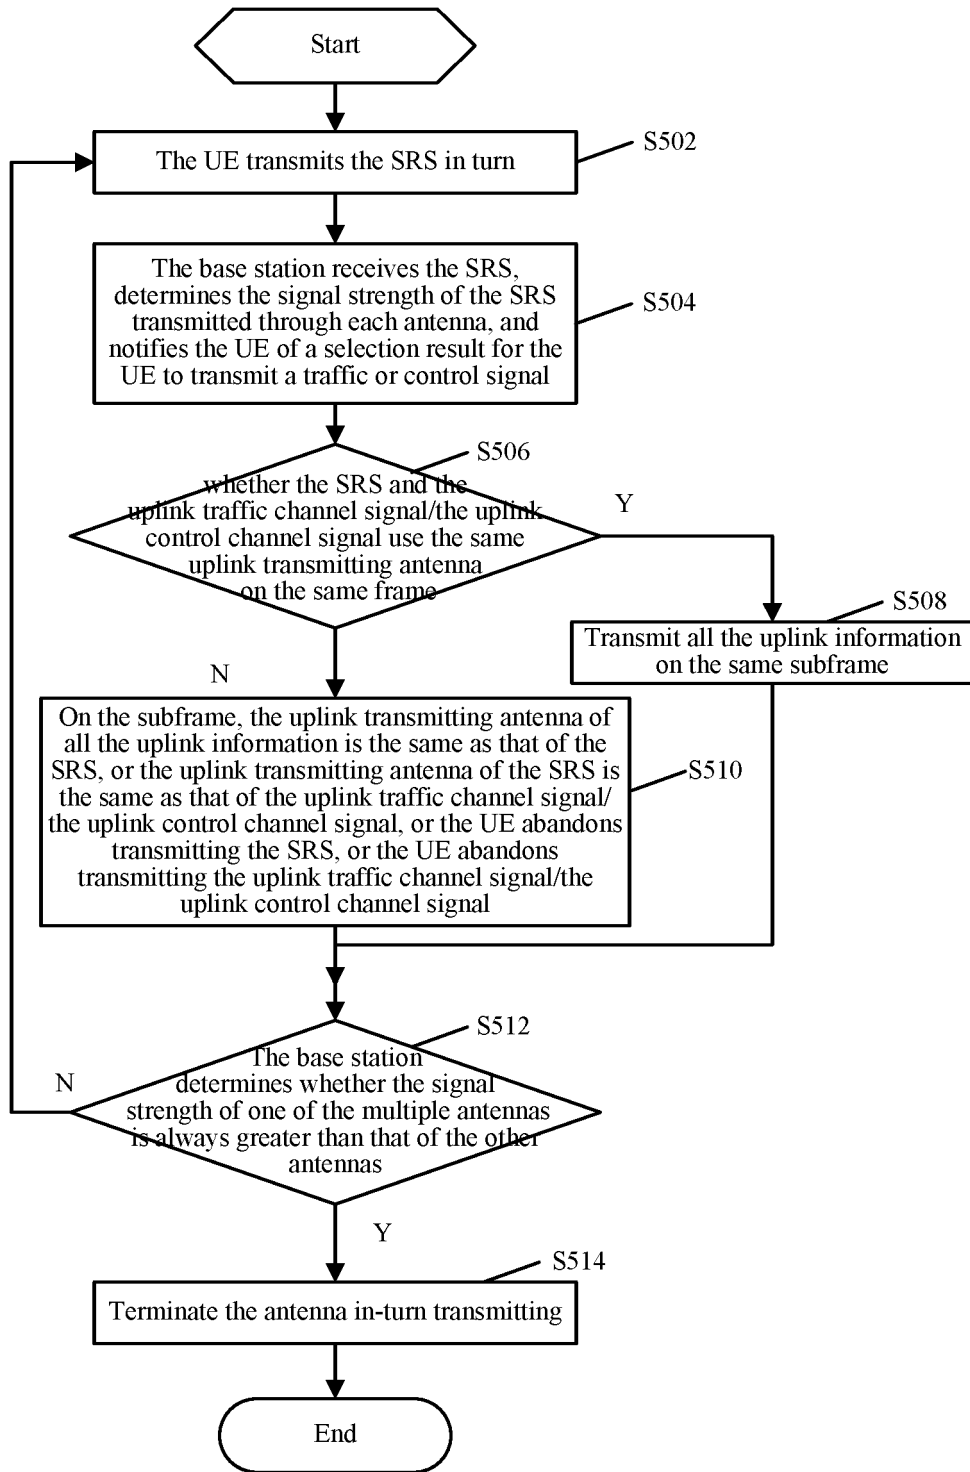 Start
The UE transmits the SRS in turn
S502
The base station receives the SRS,
determines the signal strength of the SRS
transmitted through each antenna, and
notifies the UE of a selection result for the
UE to transmit a traffic or control signal
S504
S506
whether the SRS and the
uplink traffic channel signal/the uplink
control channel signal use the same
uplink transmitting antenna
on the same frame
Y
S508
Transmit all the uplink information
on the same subframe
N
On the subframe, the uplink transmitting antenna of
all the uplink information is the same as that of the
SRS, or the uplink transmitting antenna of the SRS is
the same as that of the uplink traffic channel signal/
the uplink control channel signal, or the UE abandons
transmitting the SRS, or the UE abandons
transmitting the uplink traffic channel signal/the
uplink control channel signal
S510
S512
The base station
determines whether the signal
strength of one of the multiple antennas
is always greater than that of the other
antennas
N
Y
S514
Terminate the antenna in-turn transmitting
End